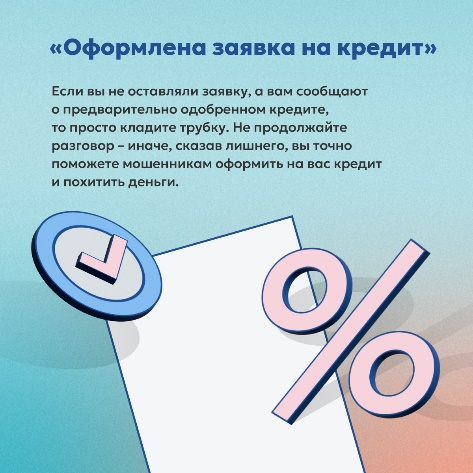 «Оформлена заявка на кредит»
Если вы не оставляли заявку, а вам сообщают
о предварительно одобренном кредите,
то просто кладите трубку. Не продолжайте
разговор – иначе, сказав лишнего, вы точно
поможете мошенникам оформить на вас кредит
и похитить деньги.
%